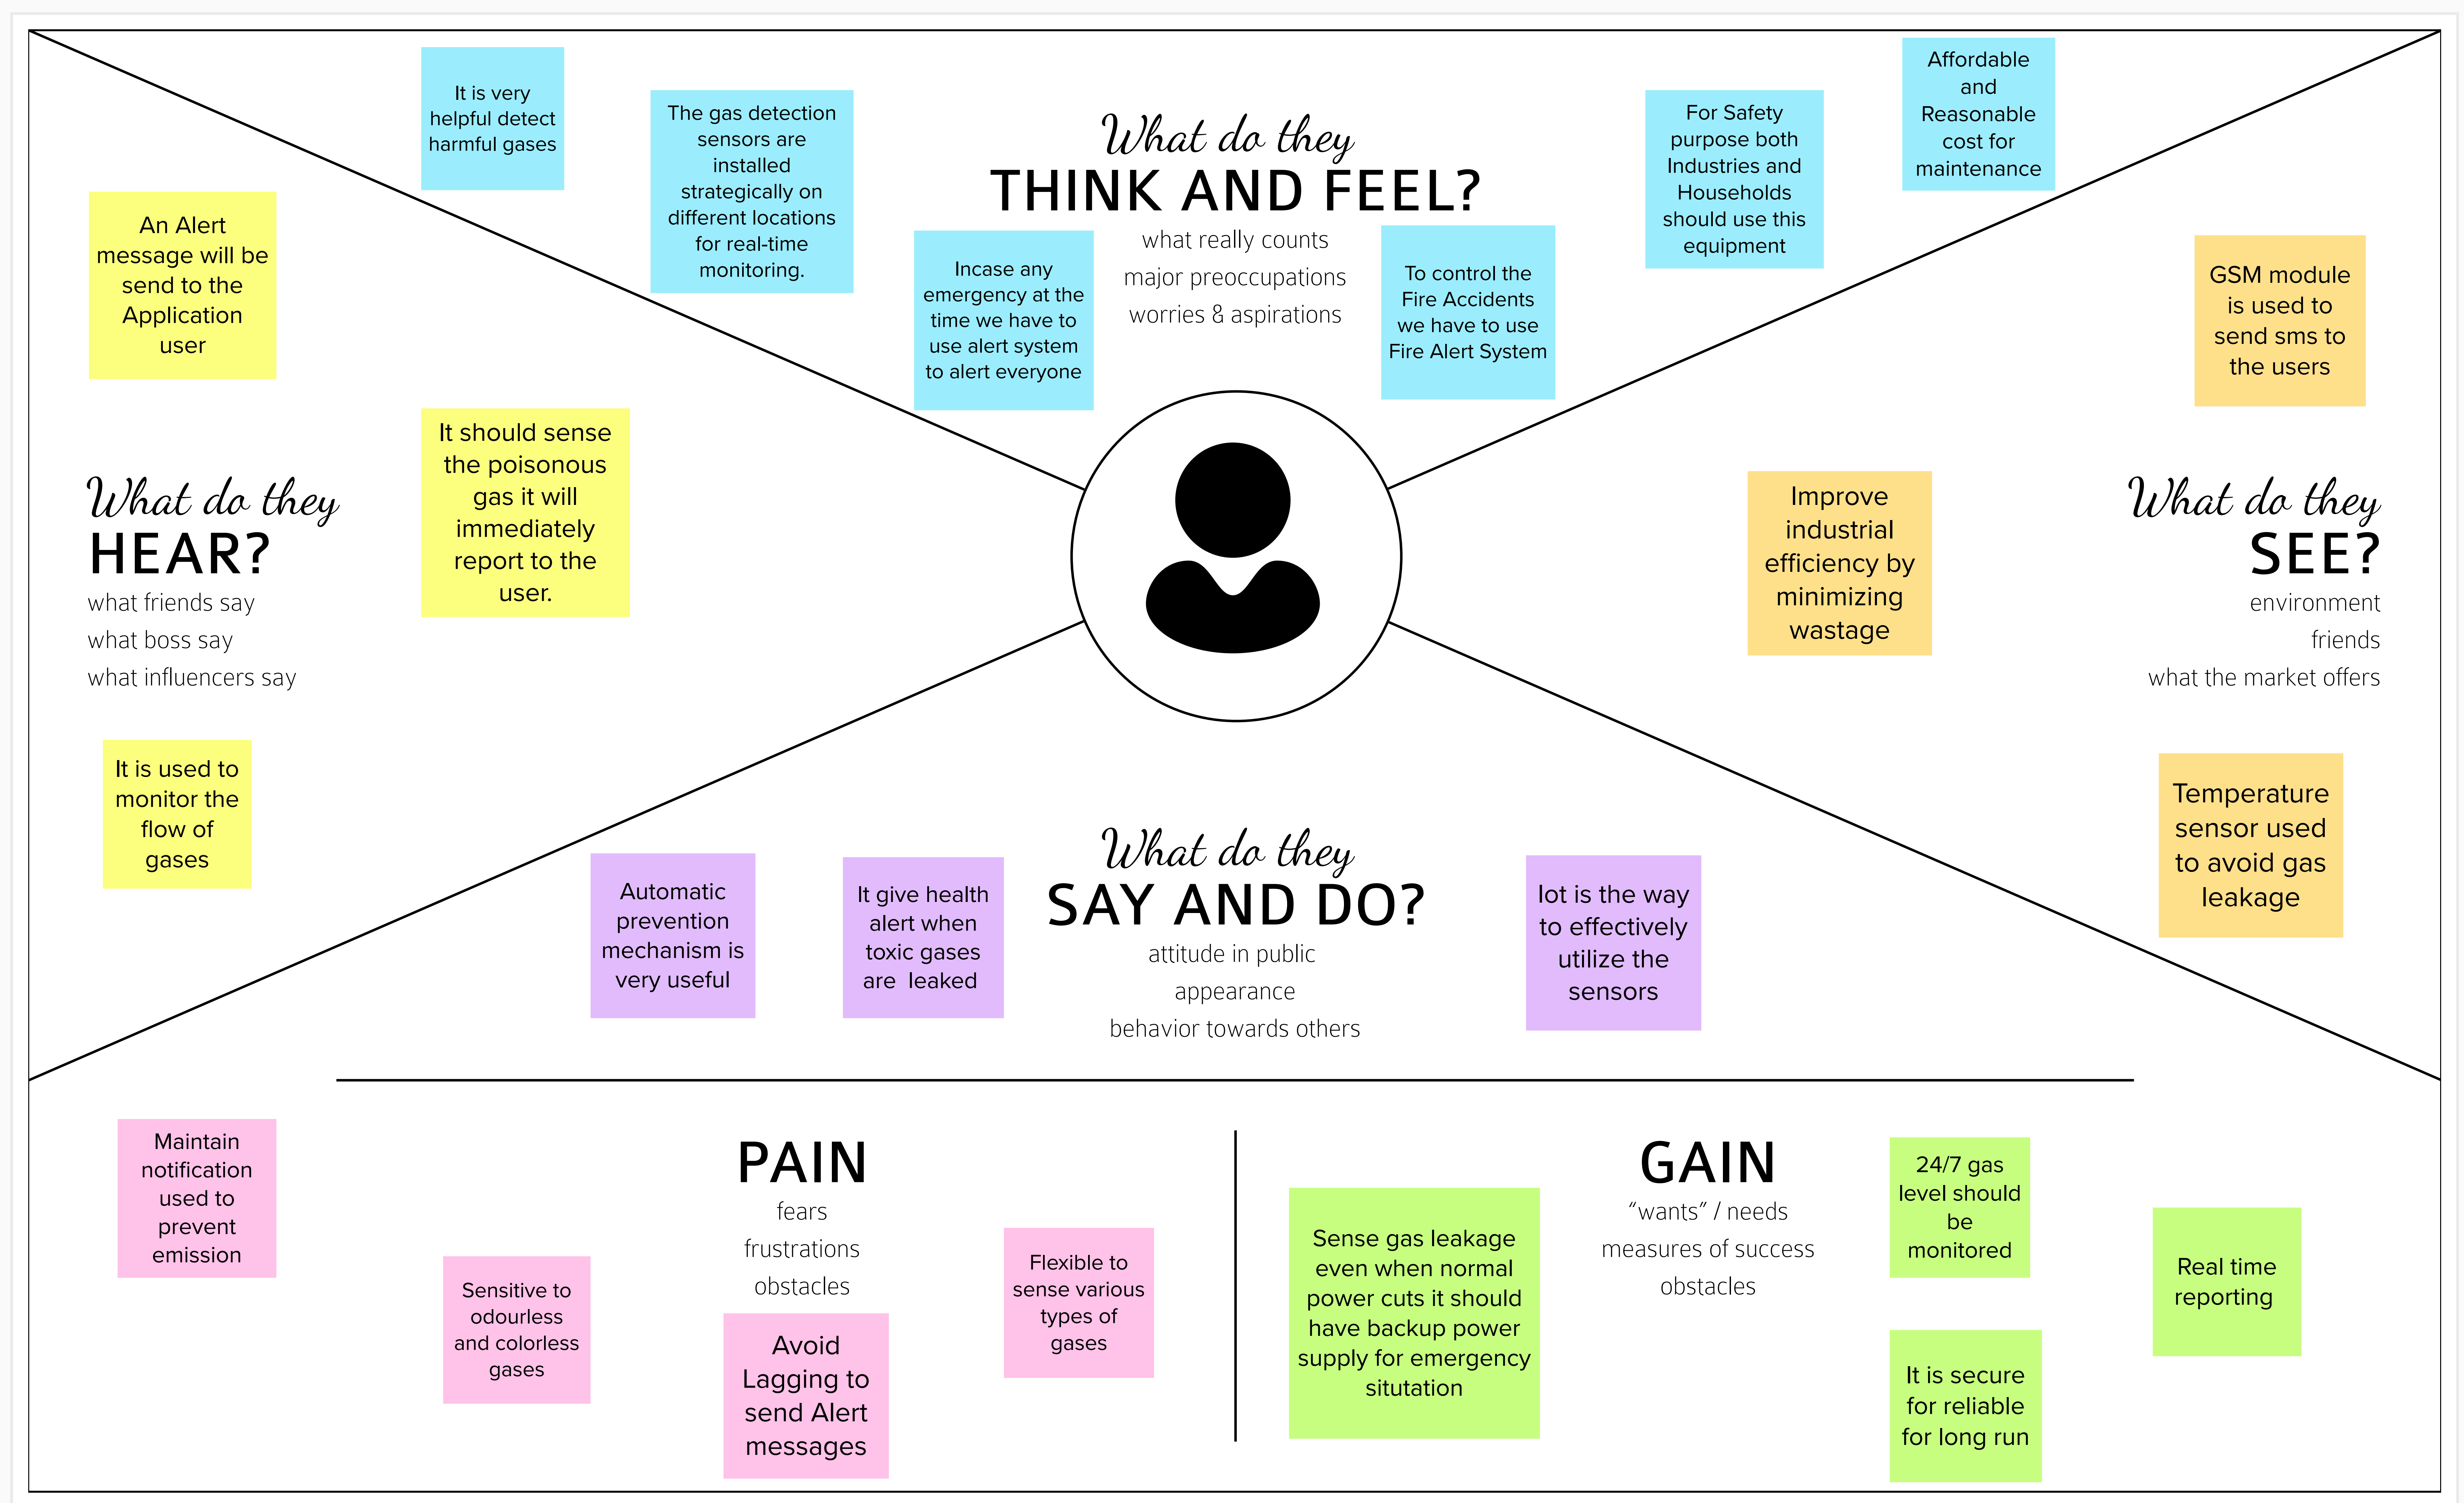 It is very
helpful detect
harmful gases
The gas detection
sensors are
installed
strategically on
different locations
for real-time
monitoring.
What do they
THINK AND FEEL?
what really counts
major preoccupations
worries & aspirations
Incase any
emergency at the
time we have to
use alert system
to alert everyone
To control the
Fire Accidents
we have to use
Fire Alert System
For Safety
purpose both
Industries and
Households
should use this
equipment
Affordable
and
Reasonable
cost for
maintenance
An Alert
message will be
send to the
Application
user
It should sense
the poisonous
gas it will
immediately
report to the
user.
What do they
HEAR?
what friends say
what boss say
what influencers say
It is used to
monitor the
flow of
gases
GSM module
is used to
send sms to
the users
Improve
industrial
efficiency by
minimizing
wastage
What do they
SEE?
environment
friends
what the market offers
Temperature
sensor used
to avoid gas
leakage
Automatic
prevention
mechanism is
very useful
It give health
alert when
toxic gases
are leaked
What do they
SAY AND DO?
attitude in public
appearance
behavior towards others
Iot is the way
to effectively
utilize the
sensors
Maintain
notification
used to
prevent
emission
Sensitive to
odourless
and colorless
gases
PAIN
fears
frustrations
obstacles
Avoid
Lagging to
send Alert
messages
Flexible to
sense various
types of
gases
Sense gas leakage
even when normal
power cuts it should
have backup power
supply for emergency
situtation
GAIN
“wants” / needs
measures of success
obstacles
24/7 gas
level should
be
monitored
Real time
reporting
It is secure
for reliable
for long run